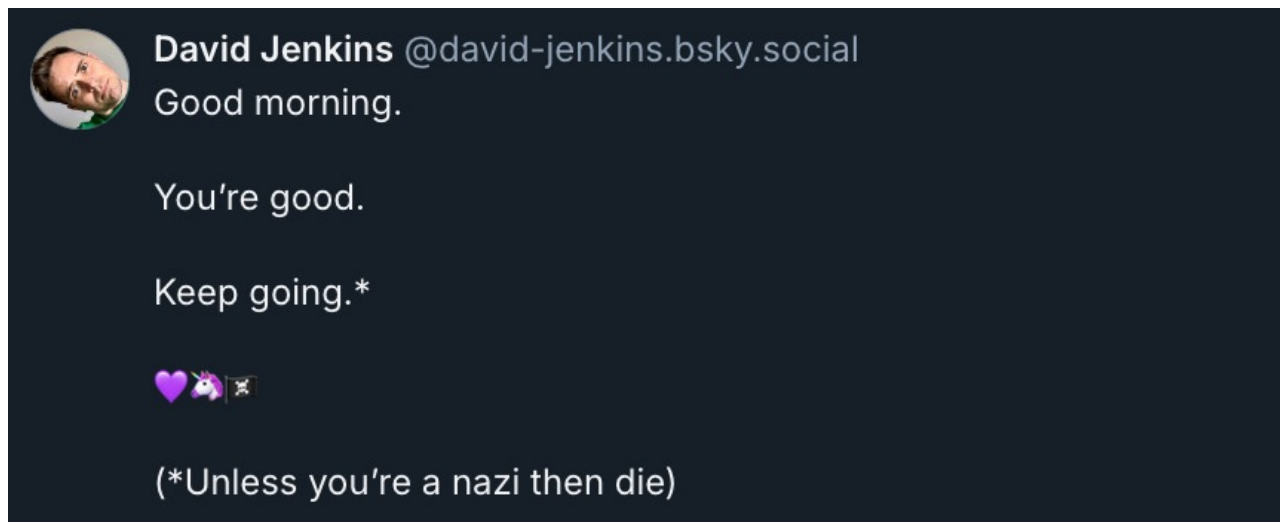 David Jenkins @david-jenkins.bsky.social
Good morning.
You’re good.
Keep going.*
💜🦄🏴‍☠️
(*Unless you’re a nazi then die)